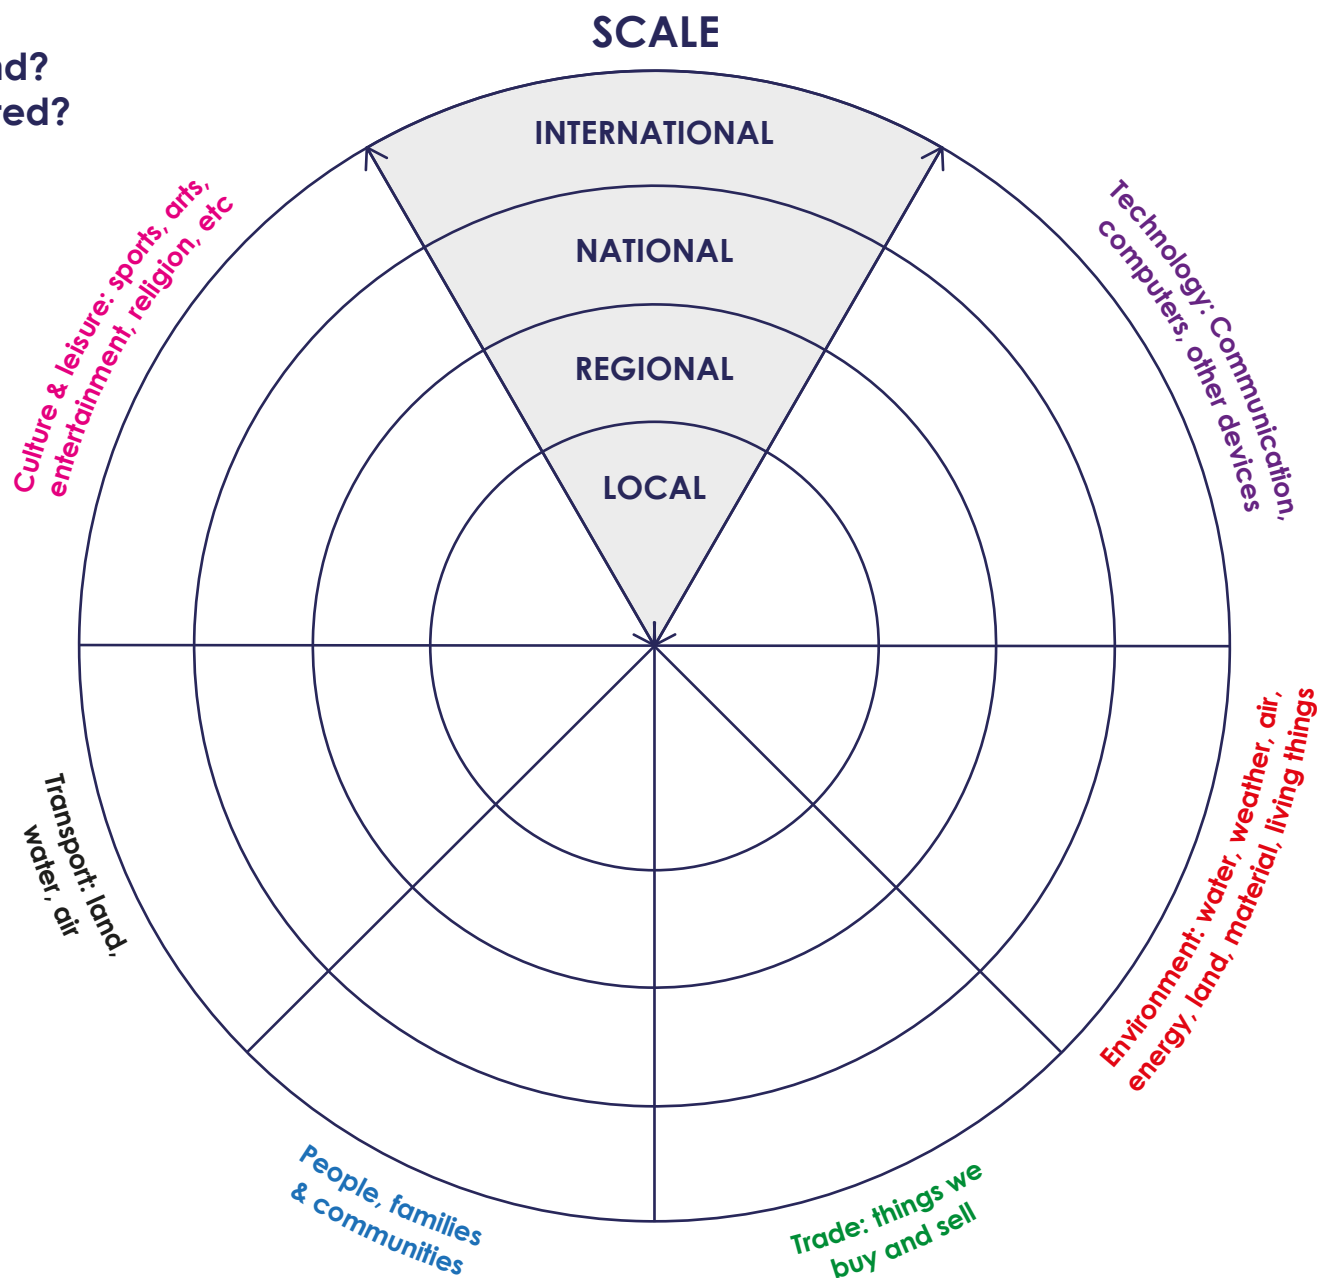 SCALE
nd?
red?
INTERNATIONAL
NATIONAL
REGIONAL
LOCAL
Culture & leisure: sports, arts,
entertainment, religion, etc
Technology: Communication,
computers, other devices
Environment: water, weather, air,
energy, land, material, living things
Transport: land,
water, air
People, families
& communities
Trade: things we
buy and sell